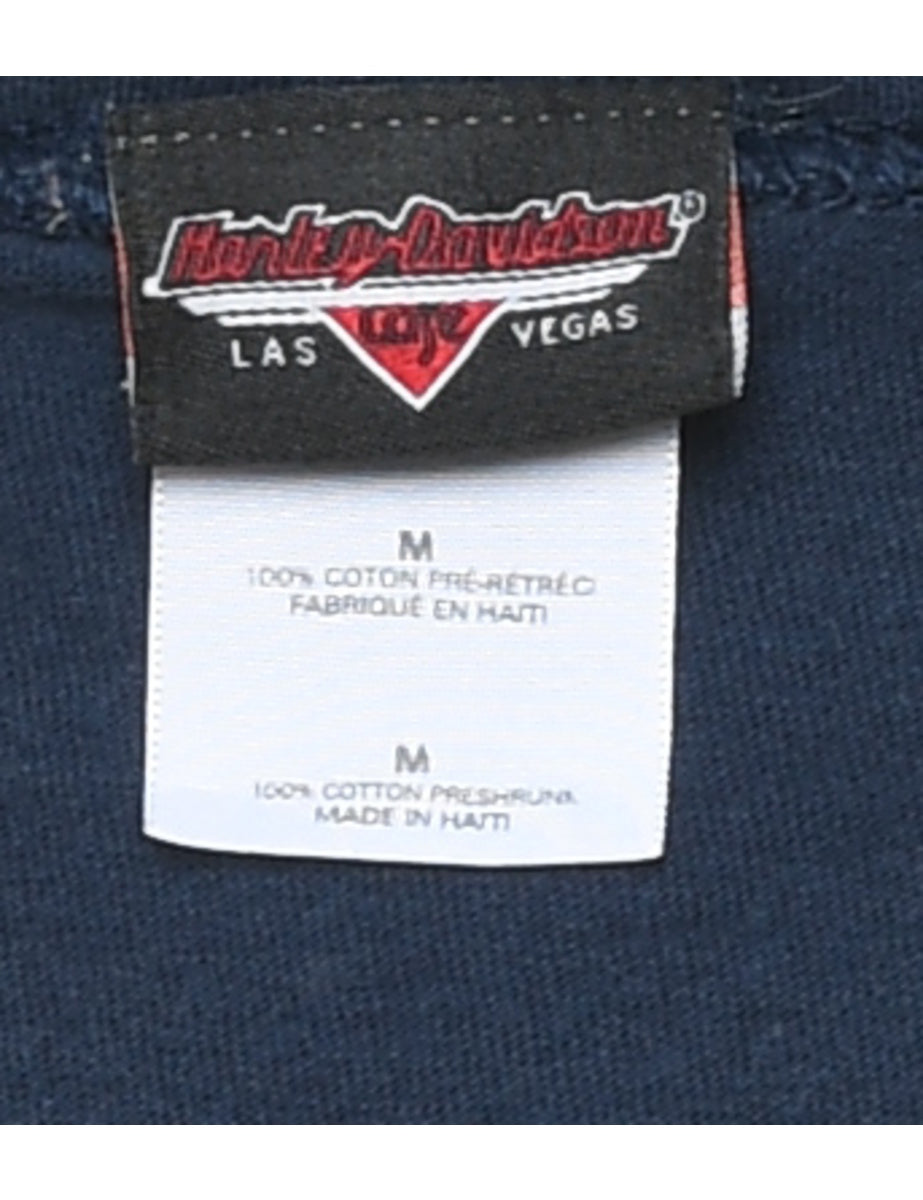 Harley-Davidson®
Cafe
LAS VEGAS
M
100% COTON PRÉ-RÉTRÉCI
FABRIQUÉ EN HAITI
M
100% COTTON PRESHRUNK
MADE IN HAITI